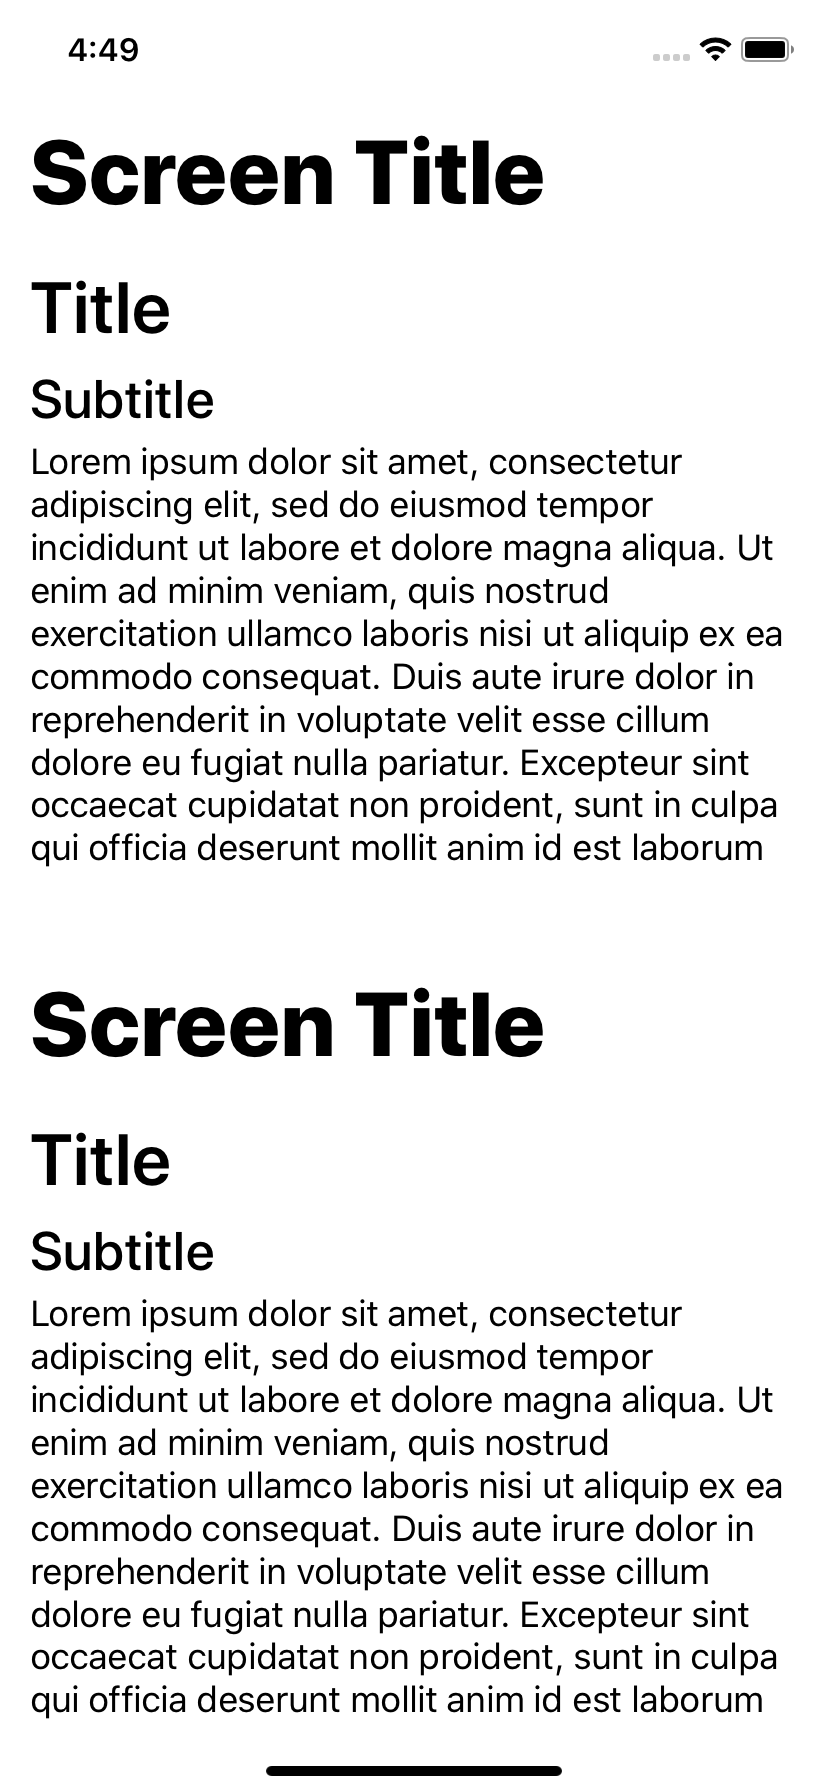 4:49
Screen Title
Title
Subtitle
Lorem ipsum dolor sit amet, consectetur
adipiscing elit, sed do eiusmod tempor
incididunt ut labore et dolore magna aliqua. Ut
enim ad minim veniam, quis nostrud
exercitation ullamco laboris nisi ut aliquip ex ea
commodo consequat. Duis aute irure dolor in
reprehenderit in voluptate velit esse cillum
dolore eu fugiat nulla pariatur. Excepteur sint
occaecat cupidatat non proident, sunt in culpa
qui officia deserunt mollit anim id est laborum
Screen Title
Title
Subtitle
Lorem ipsum dolor sit amet, consectetur
adipiscing elit, sed do eiusmod tempor
incididunt ut labore et dolore magna aliqua. Ut
enim ad minim veniam, quis nostrud
exercitation ullamco laboris nisi ut aliquip ex ea
commodo consequat. Duis aute irure dolor in
reprehenderit in voluptate velit esse cillum
dolore eu fugiat nulla pariatur. Excepteur sint
occaecat cupidatat non proident, sunt in culpa
qui officia deserunt mollit anim id est laborum